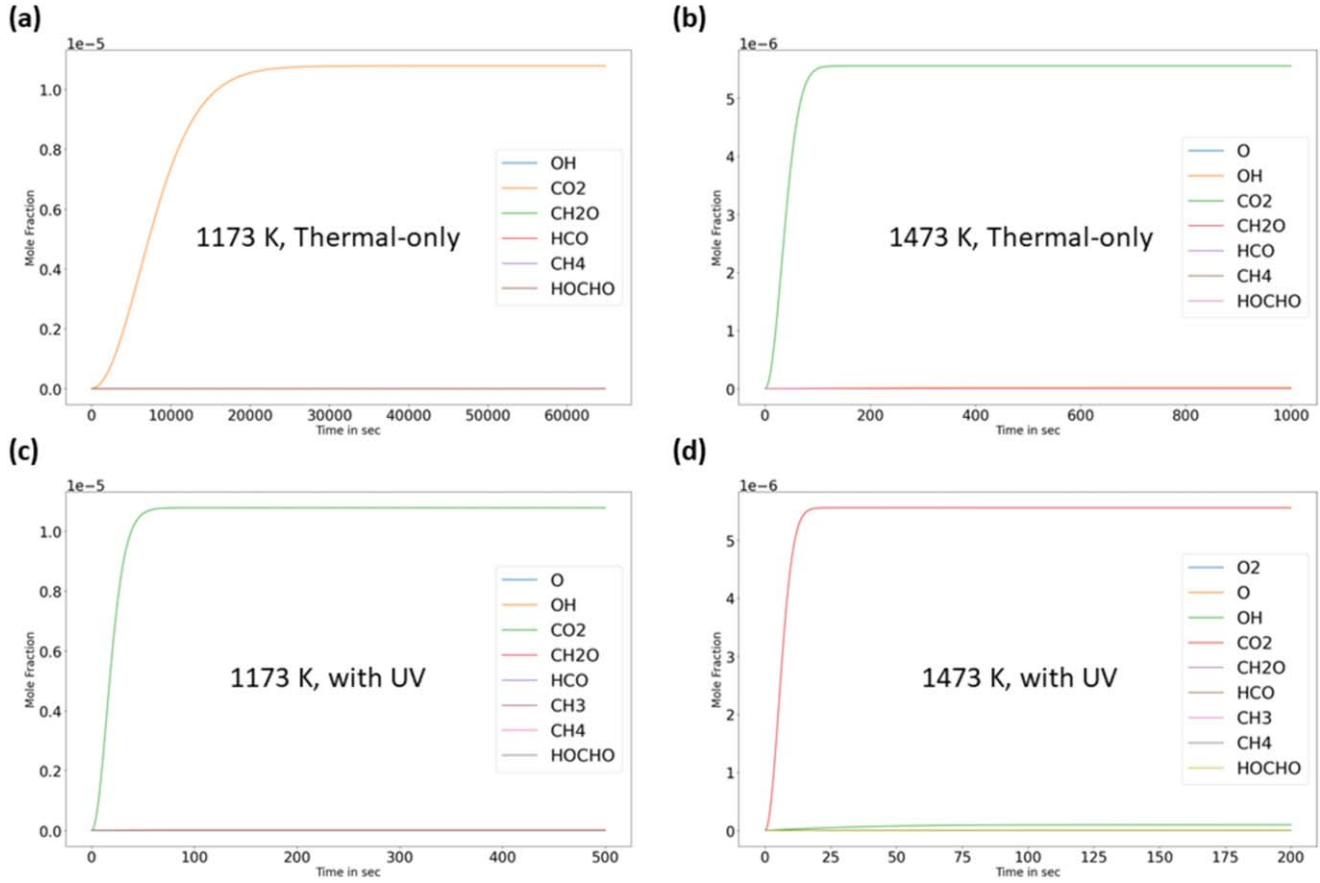 (a)
1e−5
Mole Fraction
1.0
0.8
0.6
0.4
0.2
0.0
1173 K, Thermal-only
OH
CO2
CH2O
HCO
CH4
HOCHO
0 10000 20000 30000 40000 50000 60000
Time in sec
(b)
1e−6
Mole Fraction
5
4
3
2
1
0
1473 K, Thermal-only
O
OH
CO2
CH2O
HCO
CH4
HOCHO
0 200 400 600 800 1000
Time in sec
(c)
1e−5
Mole Fraction
1.0
0.8
0.6
0.4
0.2
0.0
1173 K, with UV
O
OH
CO2
CH2O
HCO
CH3
CH4
HOCHO
0 100 200 300 400 500
Time in sec
(d)
1e−6
Mole Fraction
5
4
3
2
1
0
1473 K, with UV
O2
O
OH
CO2
CH2O
HCO
CH3
CH4
HOCHO
0 25 50 75 100 125 150 175 200
Time in sec